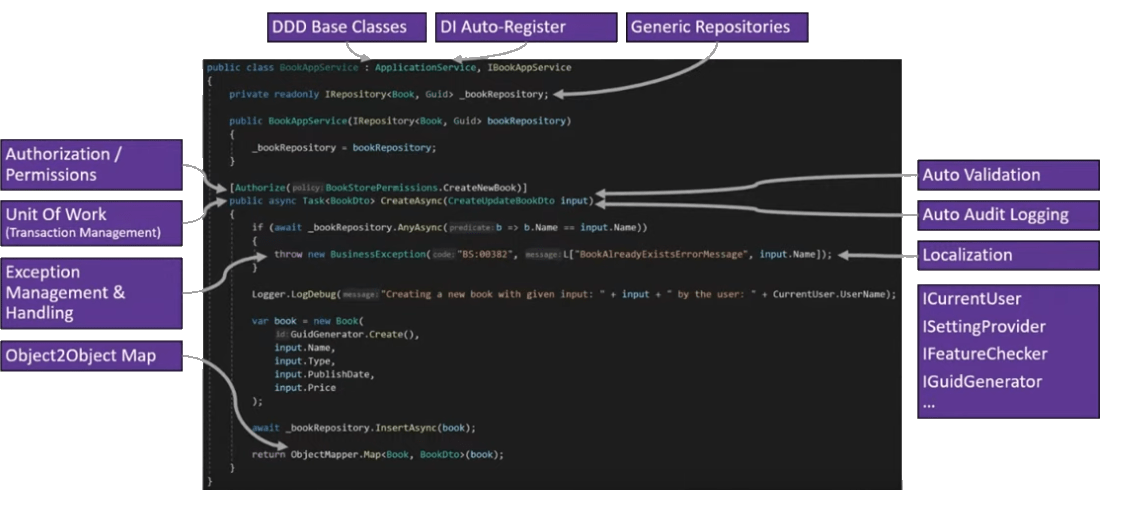 DDD Base Classes
DI Auto-Register
Generic Repositories
public class BookAppService : ApplicationService, IBookAppService
{
private readonly IRepository<Book, Guid> _bookRepository;
public BookAppService(IRepository<Book, Guid> bookRepository)
{
_bookRepository = bookRepository;
}
[Authorize(policy:BookStorePermissions.CreateNewBook)]
public async Task<BookDto> CreateAsync(CreateUpdateBookDto input)
{
if (await _bookRepository.AnyAsync(predicate:b => b.Name == input.Name))
{
throw new BusinessException(code:"BS:00382", message:L["BookAlreadyExistsErrorMessage", input.Name]);
}
Logger.LogDebug(message:"Creating a new book with given input: " + input + " by the user: " + CurrentUser.UserName);
var book = new Book(
id:GuidGenerator.Create(),
input.Name,
input.Type,
input.PublishDate,
input.Price
);
await _bookRepository.InsertAsync(book);
return ObjectMapper.Map<Book, BookDto>(book);
}
}
Authorization /
Permissions
Unit Of Work
(Transaction Management)
Exception
Management &
Handling
Object2Object Map
Auto Validation
Auto Audit Logging
Localization
ICurrentUser
ISettingProvider
IFeatureChecker
IGuidGenerator
...